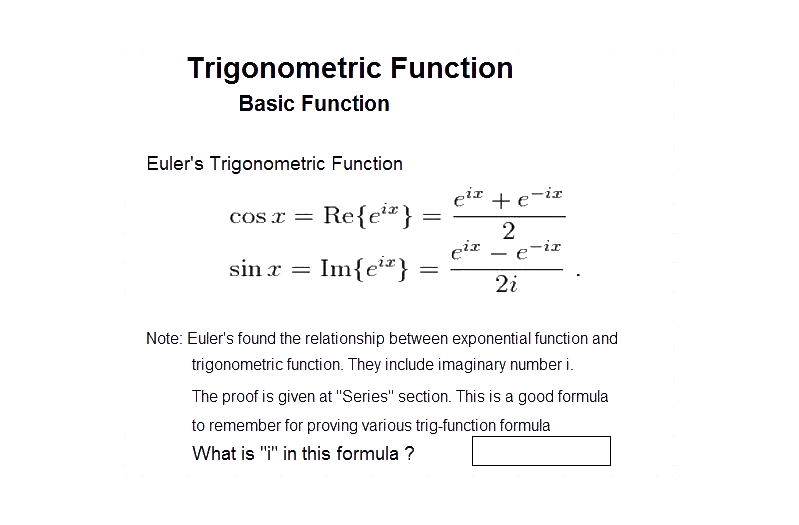 Trigonometric Function
Basic Function
Euler's Trigonometric Function
cos x = Re{e^{ix}} = \frac{e^{ix} + e^{-ix}}{2}
sin x = Im{e^{ix}} = \frac{e^{ix} - e^{-ix}}{2i} .
Note: Euler's found the relationship between exponential function and
trigonometric function. They include imaginary number i.
The proof is given at "Series" section. This is a good formula
to remember for proving various trig-function formula
What is "i" in this formula ?